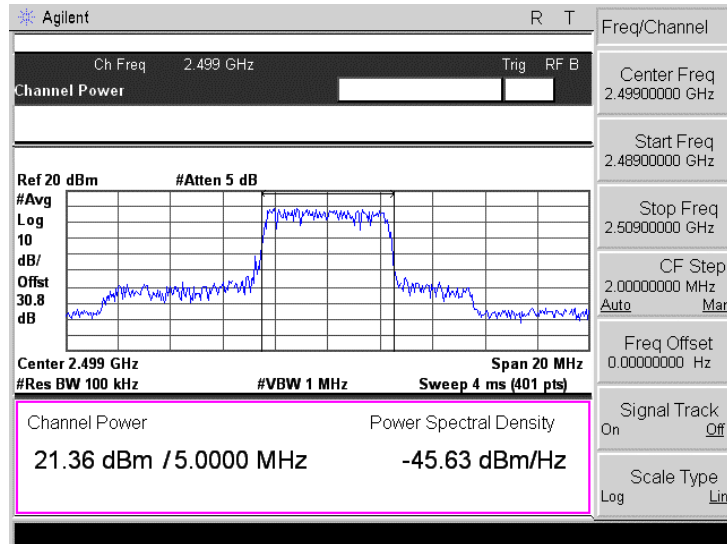 Agilent R T
Ch Freq 2.499 GHz Trig RF B
Channel Power
Ref 20 dBm #Atten 5 dB
#Avg
Log
10
dB/
Offst
30.8
dB
Center 2.499 GHz Span 20 MHz
#Res BW 100 kHz #VBW 1 MHz Sweep 4 ms (401 pts)
Channel Power Power Spectral Density
21.36 dBm / 5.0000 MHz -45.63 dBm/Hz
Freq/Channel
Center Freq
2.49900000 GHz
Start Freq
2.48900000 GHz
Stop Freq
2.50900000 GHz
CF Step
2.00000000 MHz
Auto Man
Freq Offset
0.00000000 Hz
Signal Track
On Off
Scale Type
Log Lin